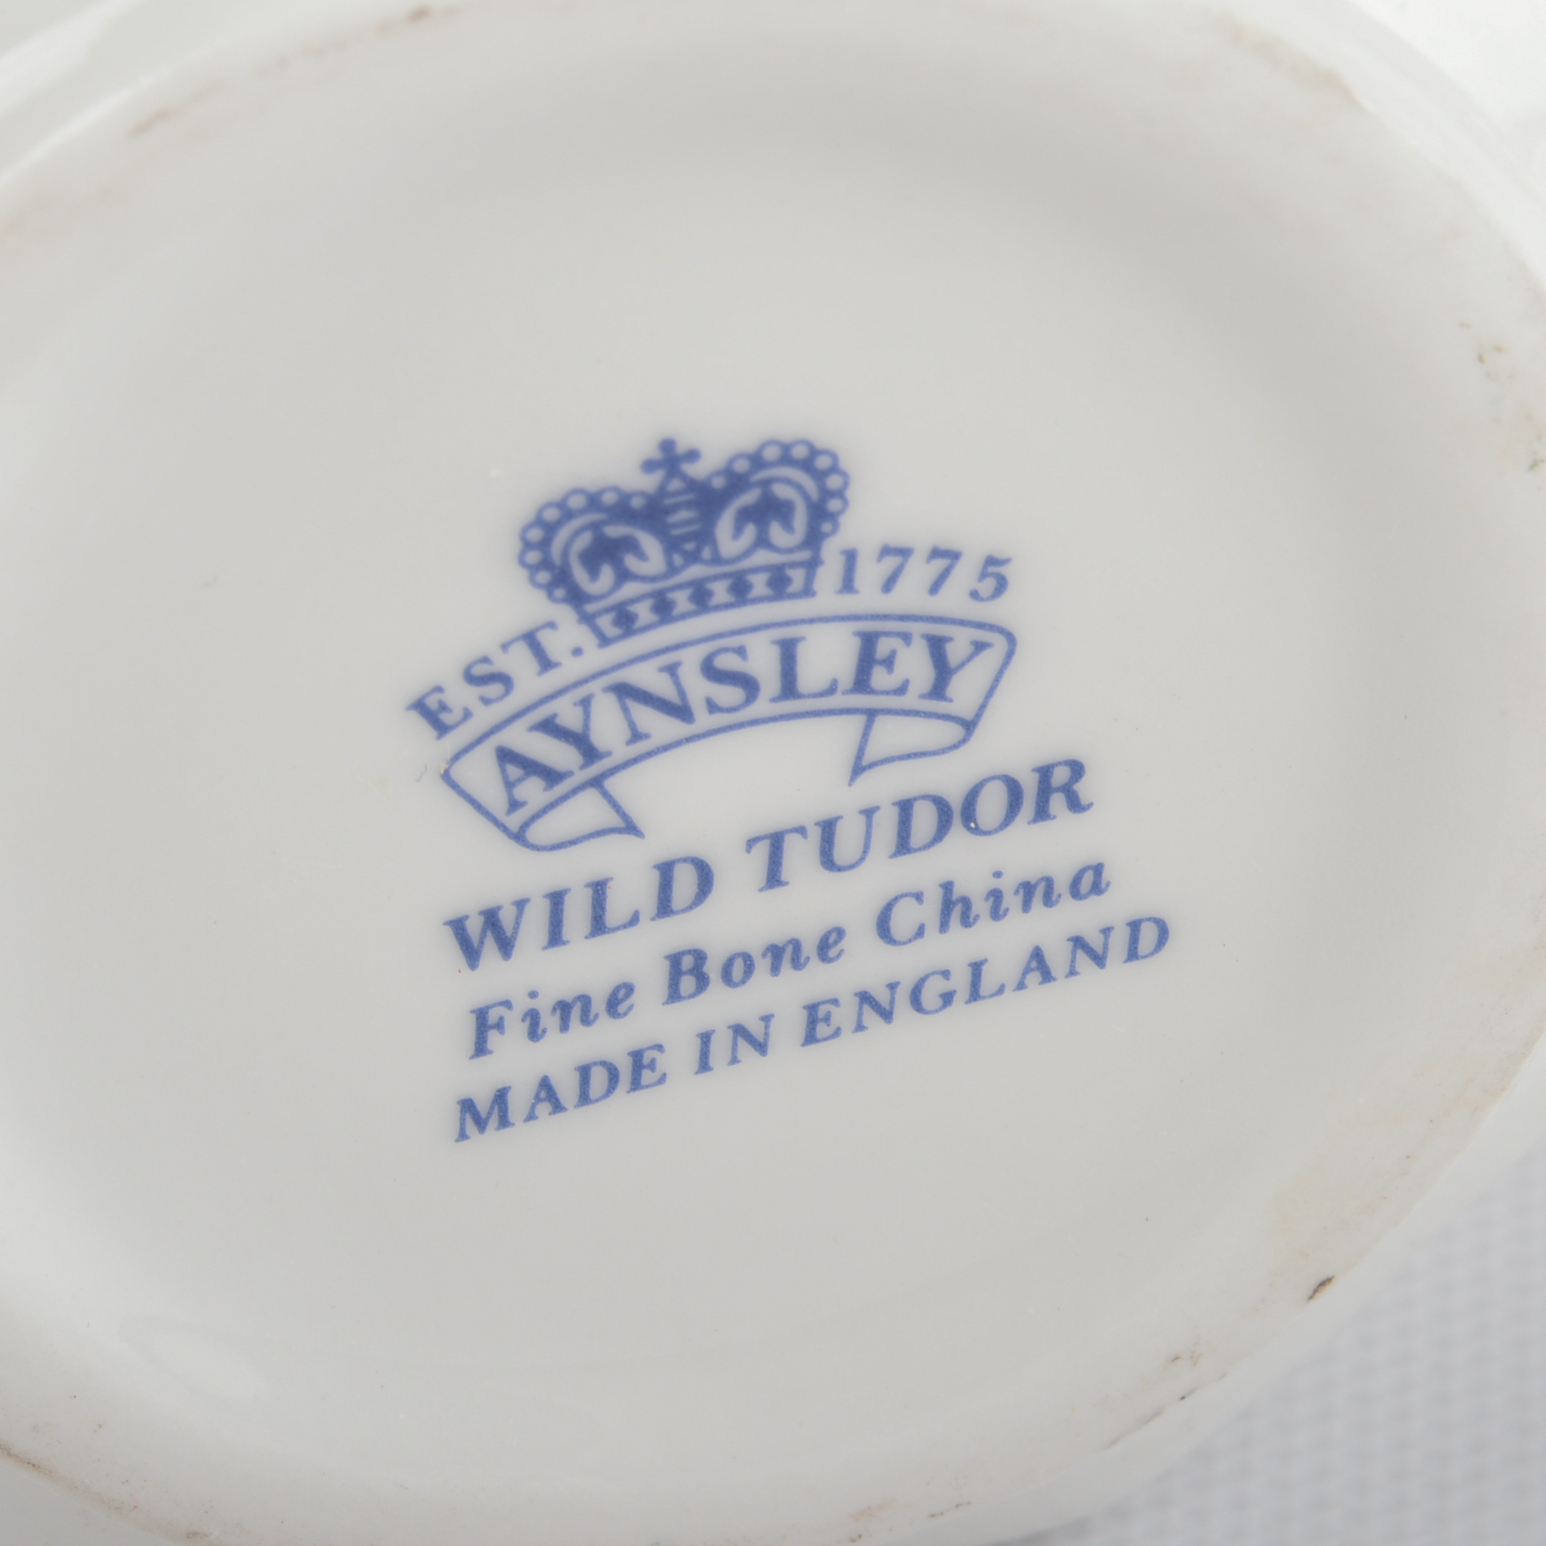 EST. 1775
AYNSLEY
WILD TUDOR
Fine Bone China
MADE IN ENGLAND